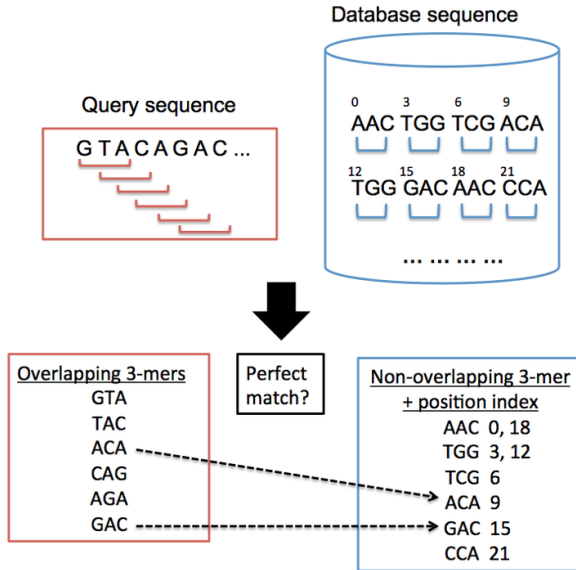 Database sequence
0 3 6 9
AAC TGG TCG ACA
12 15 18 21
TGG GAC AAC CCA
... ... ... ...
Query sequence
G T A C A G A C ...
Overlapping 3-mers
GTA
TAC
ACA
CAG
AGA
GAC
Perfect
match?
Non-overlapping 3-mer
+ position index
AAC 0, 18
TGG 3, 12
TCG 6
ACA 9
GAC 15
CCA 21